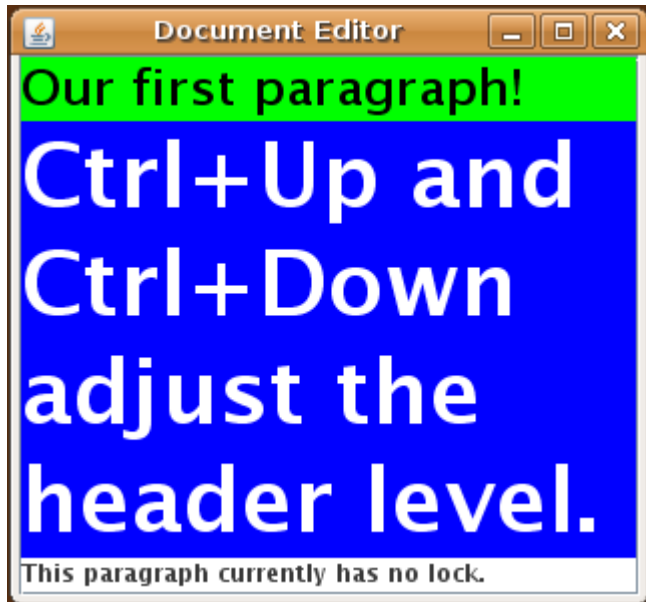 Document Editor
Our first paragraph!
Ctrl+Up and
Ctrl+Down
adjust the
header level.
This paragraph currently has no lock.